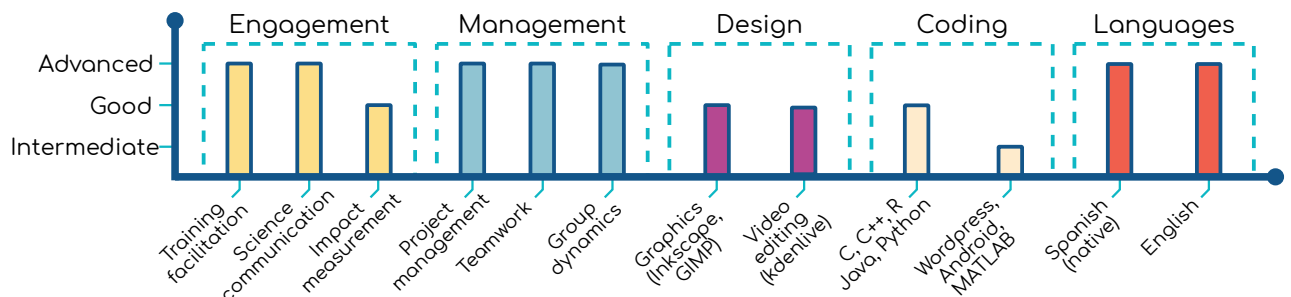 Engagement
Management
Design
Coding
Languages
Advanced
Good
Intermediate
Training
facilitation
Science
communication
Impact
measurement
Project
management
Teamwork
Group
dynamics
Graphics
(Inkscape,
GIMP)
Video
editing
(kdenlive)
C, C++, R
Java, Python
Wordpress,
Android,
MATLAB
Spanish
(native)
English